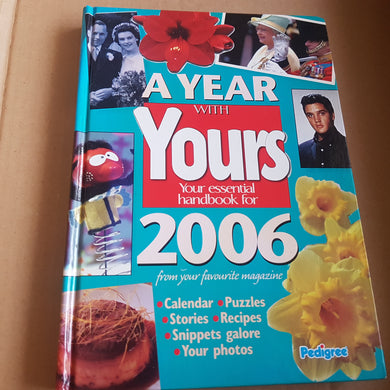 A YEAR
WITH
Yours
Your essential
handbook for
2006
from your favourite magazine
• Calendar • Puzzles
• Stories • Recipes
• Snippets galore
• Your photos
Pedigree